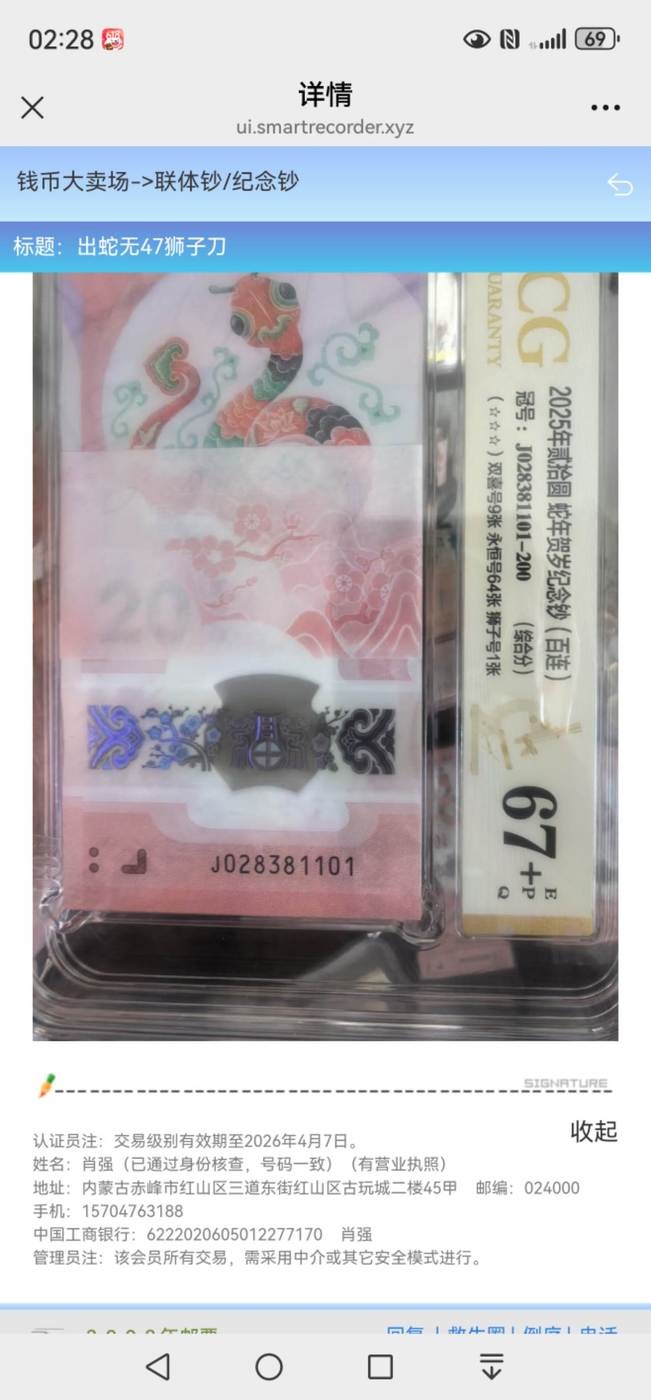 02:28
69
详情
ui.smartrecorder.xyz
钱币大卖场->联体钞/纪念钞
标题：出蛇无47狮子刀
CG
UARANTY
2025年贰拾圆 蛇年贺岁纪念钞（百连）
冠号：J028381101-200 （综合分）
（☆☆☆）双喜号9张 永恒号64张 狮子号1张
67+
E
P
Q
20
J028381101
SIGNATURE
收起
认证员注：交易级别有效期至2026年4月7日。
姓名：肖强（已通过身份核查，号码一致）（有营业执照）
地址：内蒙古赤峰市红山区三道东街红山区古玩城二楼45甲 邮编：024000
手机：15704763188
中国工商银行：6222020605012277170 肖强
管理员注：该会员所有交易，需采用中介或其它安全模式进行。